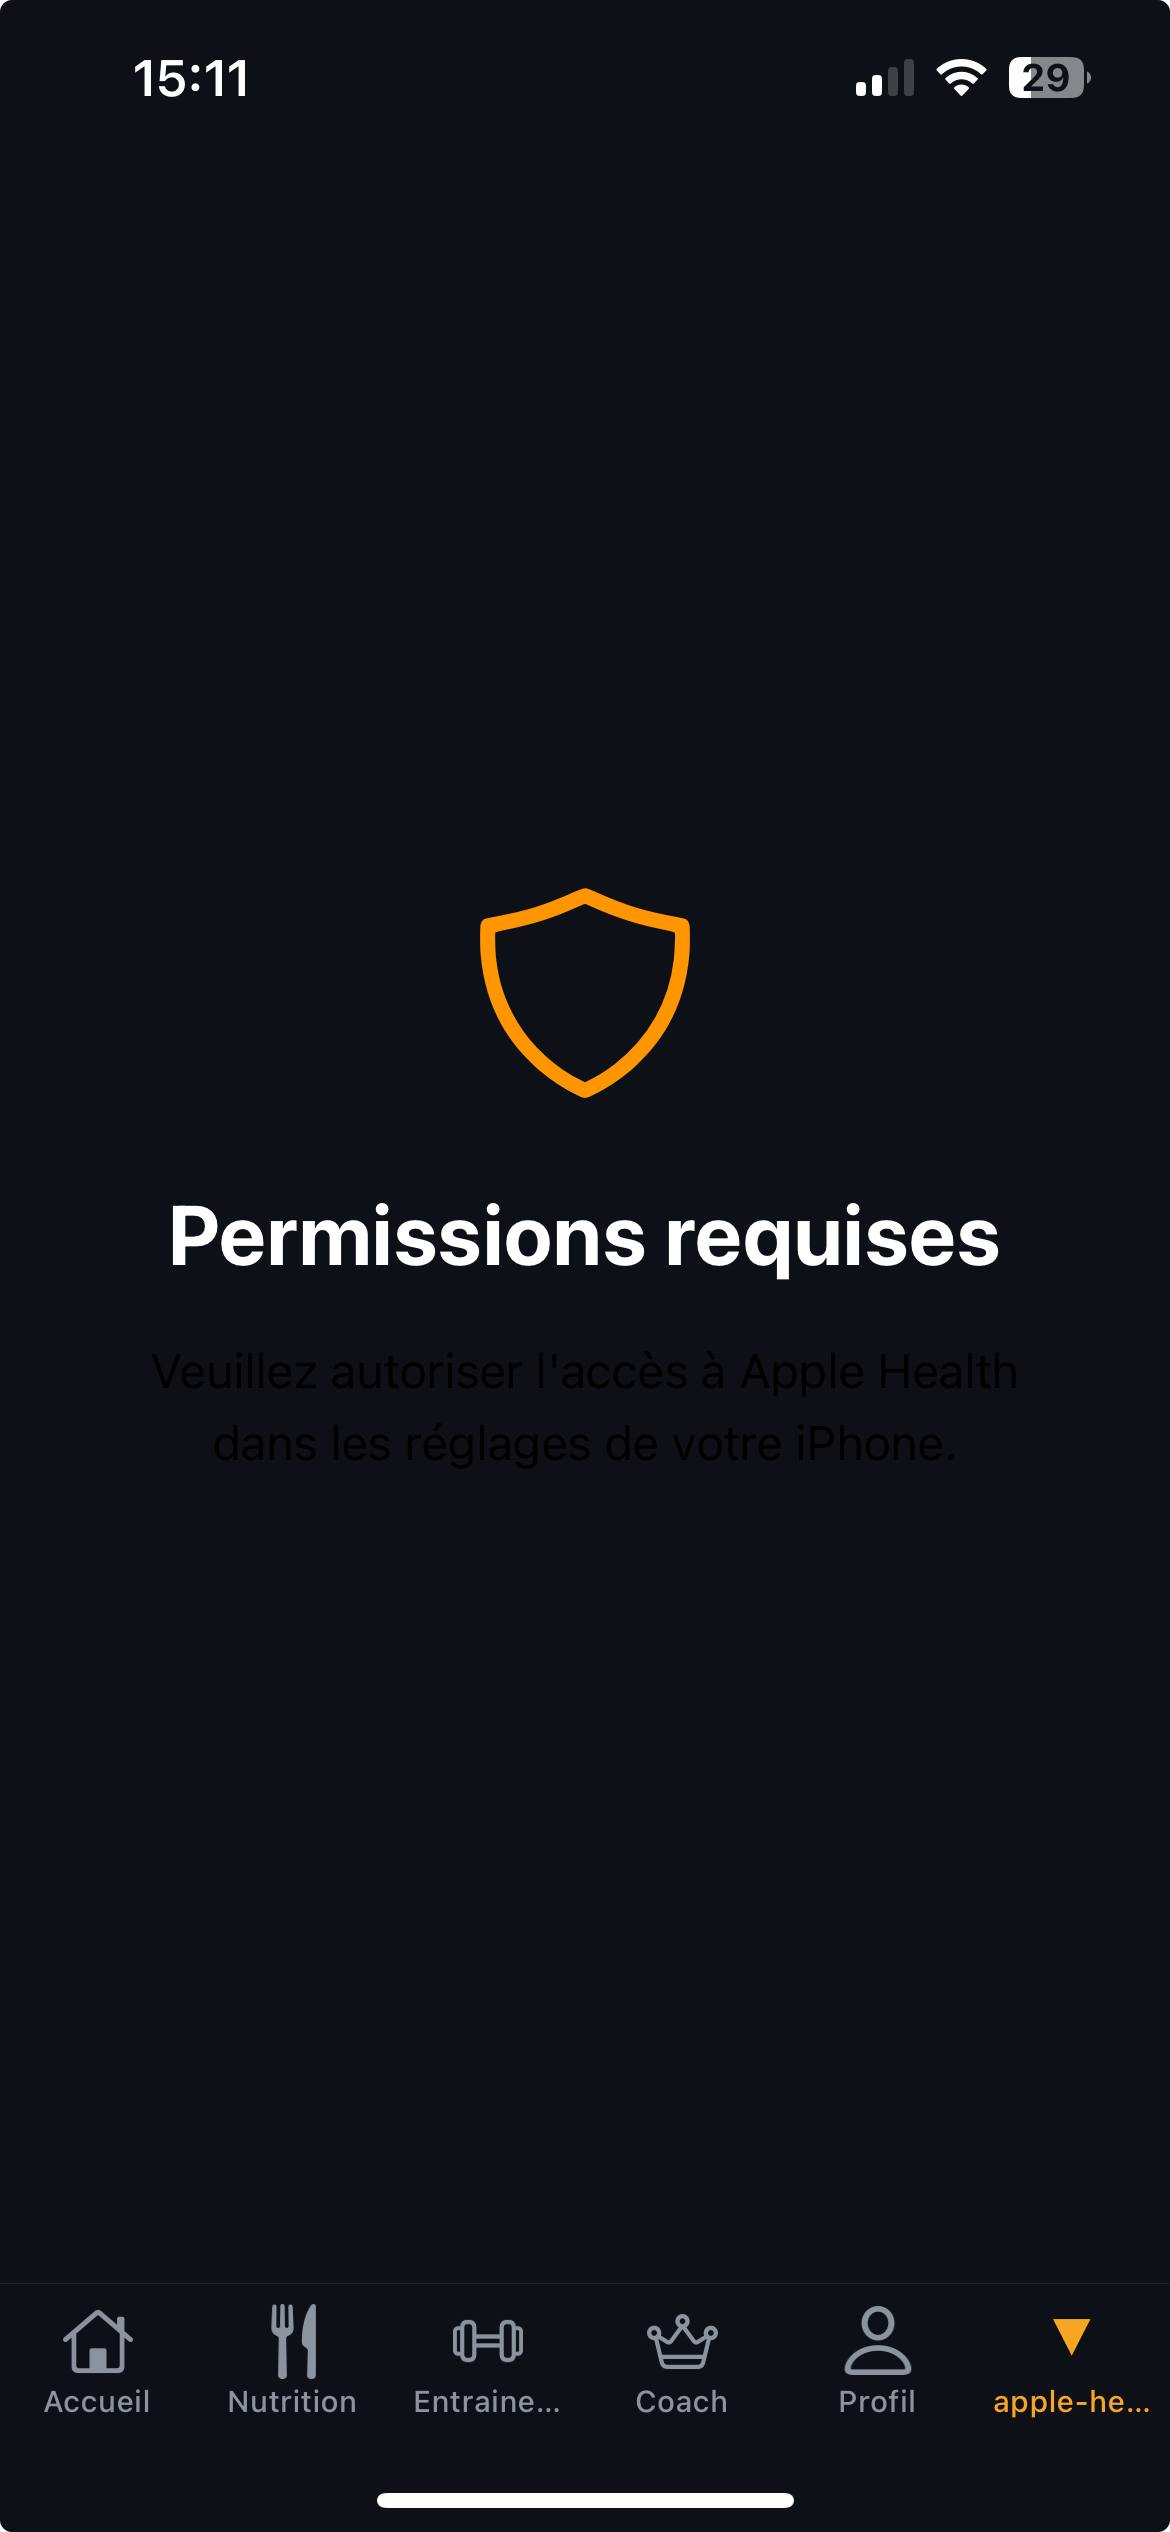 15:11
29
Permissions requises
Veuillez autoriser l'accès à Apple Health
dans les réglages de votre iPhone.
Accueil
Nutrition
Entraine...
Coach
Profil
apple-he...